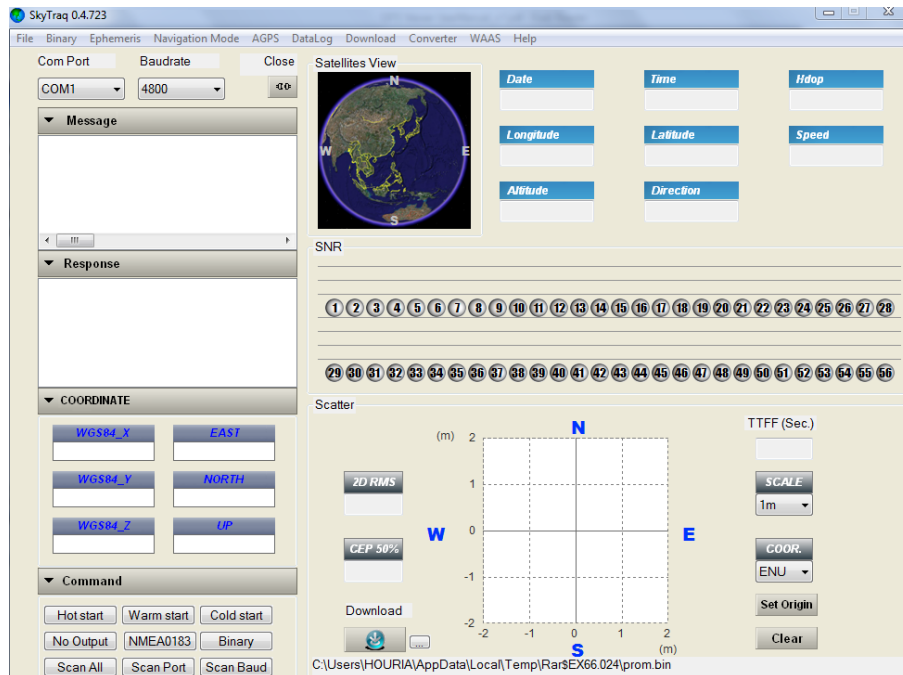 SkyTraq 0.4.723
File Binary Ephemeris Navigation Mode AGPS DataLog Download Converter WAAS Help
Com Port Baudrate Close
COM1 4800
Message
Response
COORDINATE
WGS84_X EAST
WGS84_Y NORTH
WGS84_Z UP
Command
Hot start Warm start Cold start
No Output NMEA0183 Binary
Scan All Scan Port Scan Baud
Satellites View
N
W E
S
Date Time Hdop
Longitude Latitude Speed
Altitude Direction
SNR
1 2 3 4 5 6 7 8 9 10 11 12 13 14 15 16 17 18 19 20 21 22 23 24 25 26 27 28
29 30 31 32 33 34 35 36 37 38 39 40 41 42 43 44 45 46 47 48 49 50 51 52 53 54 55 56
Scatter
2D RMS
CEP 50%
Download
...
(m) N
2
1
W 0 E
-1
-2
-2 -1 0 1 2
S (m)
TTFF (Sec.)
SCALE
1m
COOR.
ENU
Set Origin
Clear
C:\Users\HOURIA\AppData\Local\Temp\Rar$EX66.024\prom.bin